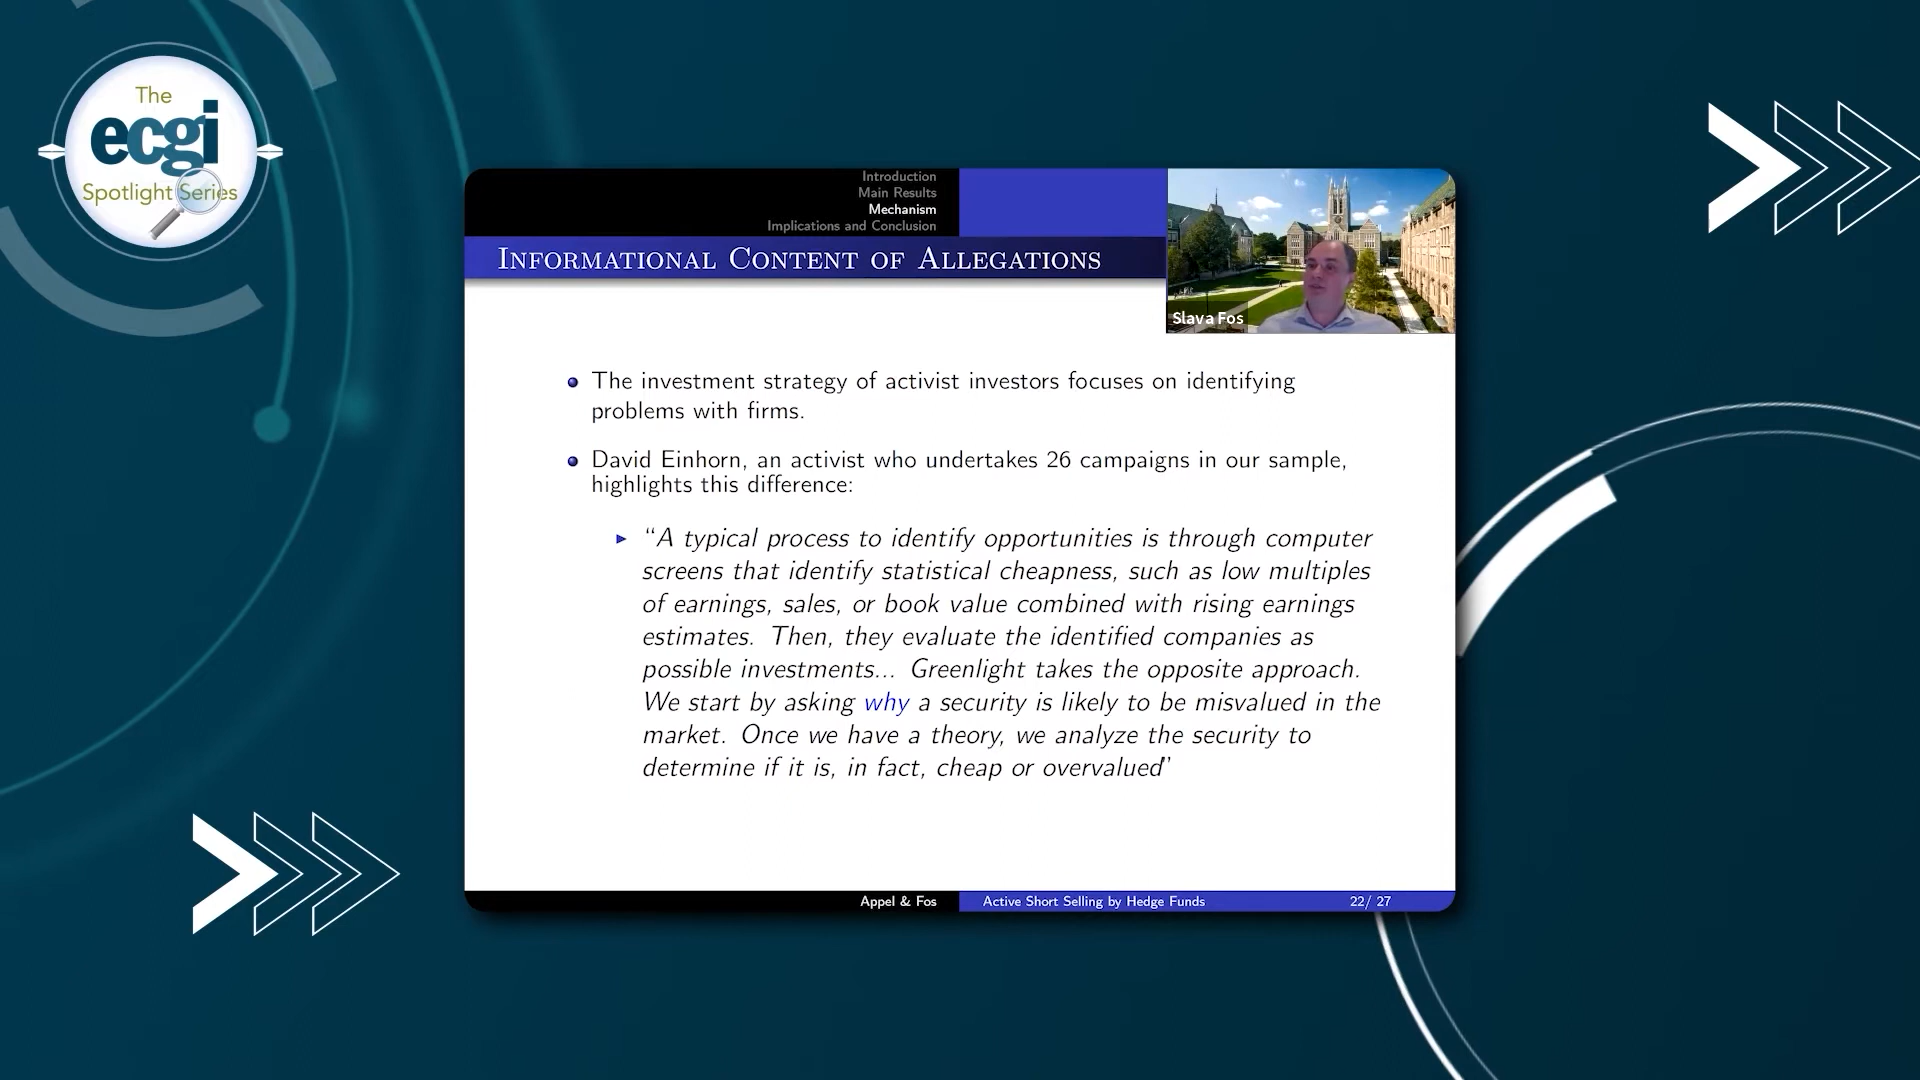 The
ecgi
Spotlight Series
Introduction
Main Results
Mechanism
Implications and Conclusion
Informational Content of Allegations
Slava Fos
The investment strategy of activist investors focuses on identifying
problems with firms.
David Einhorn, an activist who undertakes 26 campaigns in our sample,
highlights this difference:
“A typical process to identify opportunities is through computer
screens that identify statistical cheapness, such as low multiples
of earnings, sales, or book value combined with rising earnings
estimates. Then, they evaluate the identified companies as
possible investments... Greenlight takes the opposite approach.
We start by asking why a security is likely to be misvalued in the
market. Once we have a theory, we analyze the security to
determine if it is, in fact, cheap or overvalued”
Appel & Fos
Active Short Selling by Hedge Funds
22/ 27